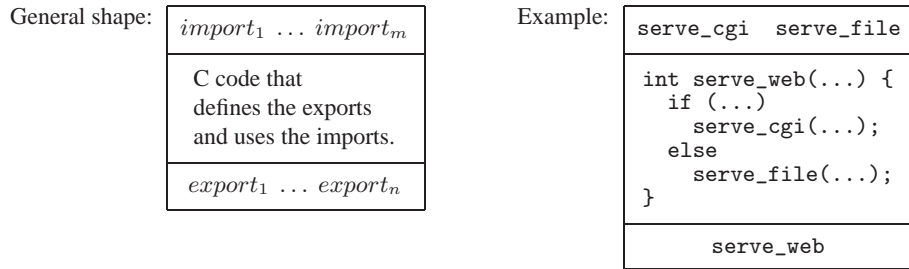 General shape:
import₁ … importₘ
C code that
defines the exports
and uses the imports.
export₁ … exportₙ
Example:
serve_cgi serve_file
int serve_web(...) {
  if (...)
    serve_cgi(...);
  else
    serve_file(...);
}
serve_web